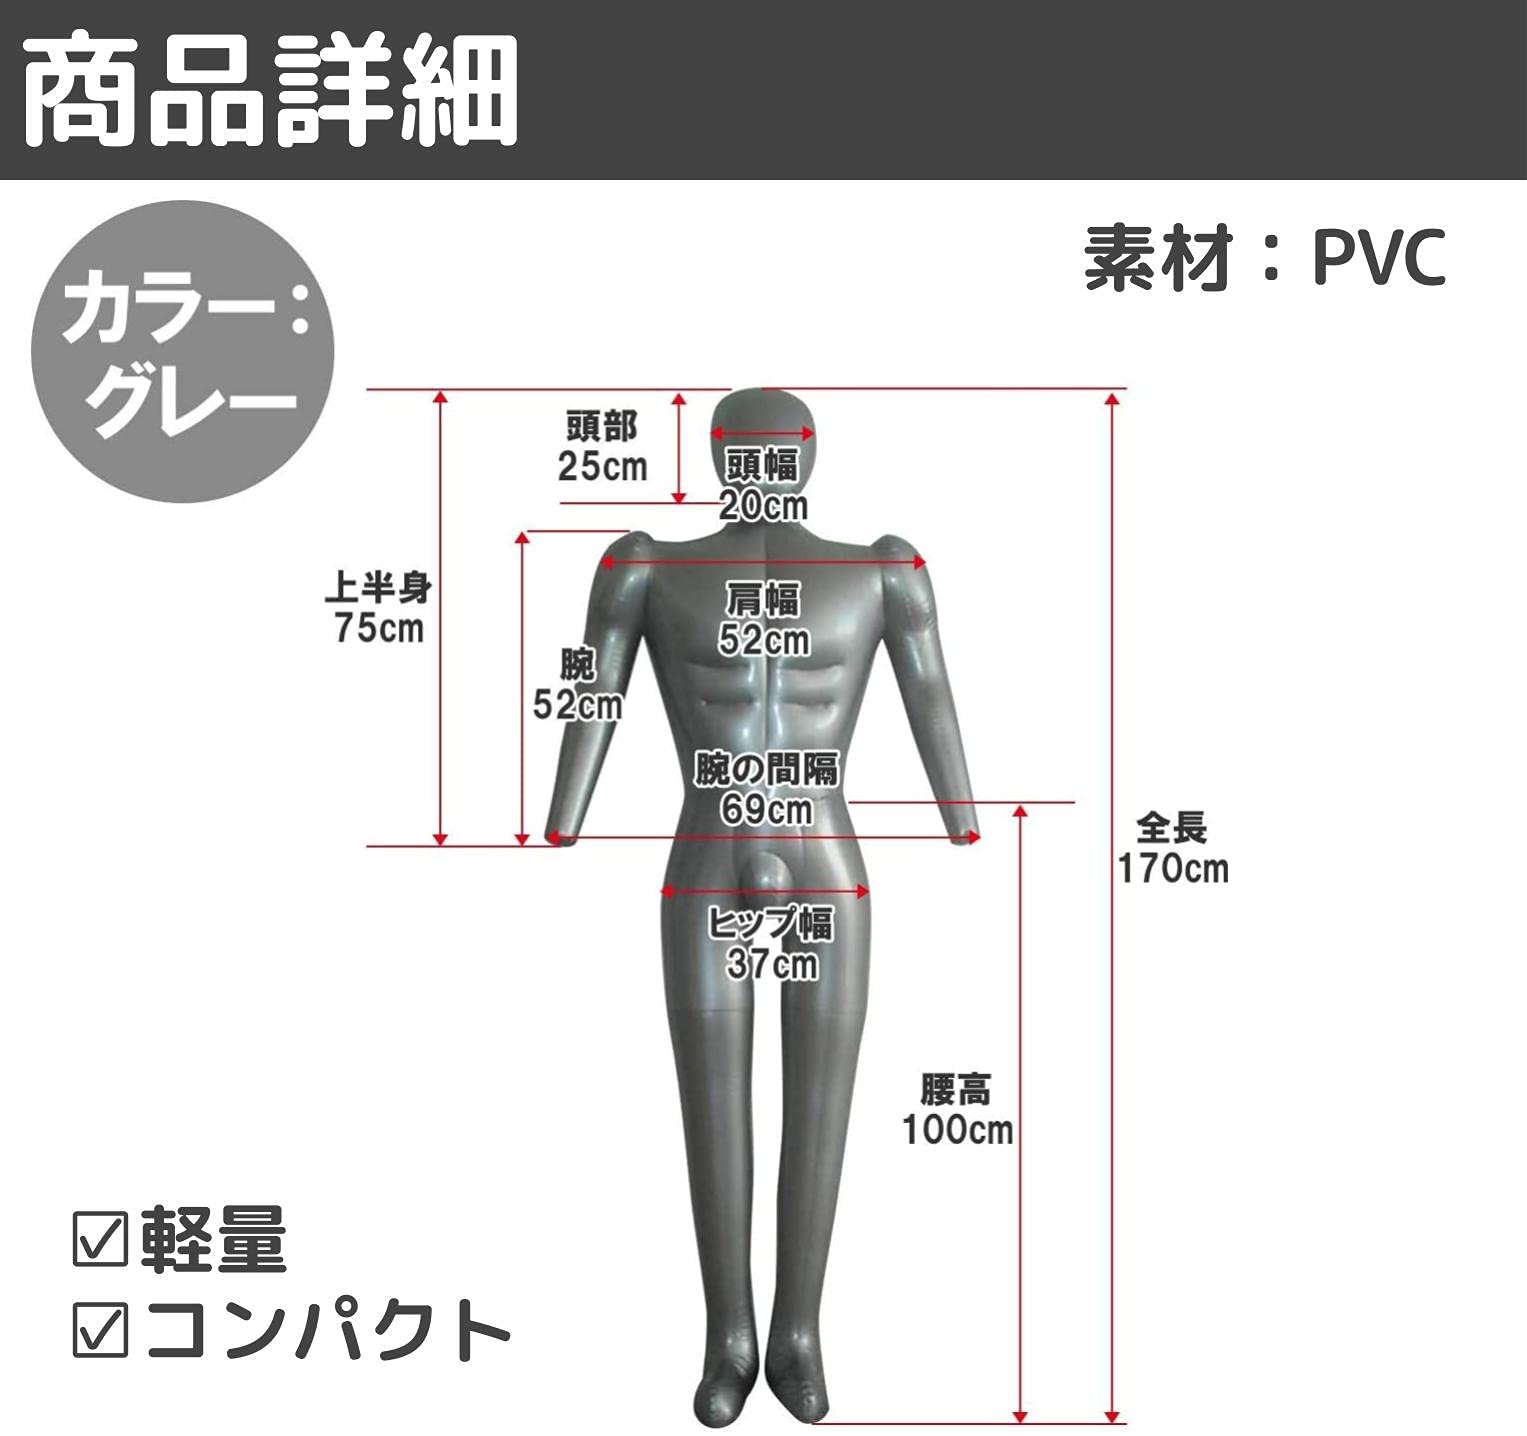 商品詳細
カラー：
グレー
素材：PVC
頭部
25cm
頭幅
20cm
上半身
75cm
肩幅
52cm
腕
52cm
腕の間隔
69cm
全長
170cm
ヒップ幅
37cm
腰高
100cm
☑軽量
☑コンパクト